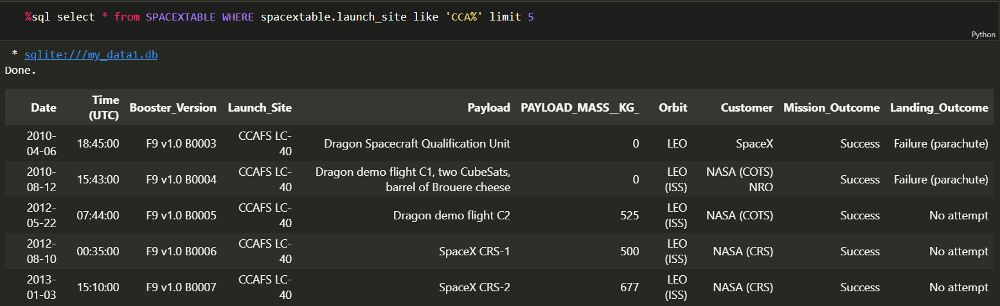 %sql select * from SPACEXTABLE WHERE spacextable.launch_site like 'CCA%' limit 5
Python
* sqlite:///my_data1.db
Done.
Date Time (UTC) Booster_Version Launch_Site Payload PAYLOAD_MASS__KG_ Orbit Customer Mission_Outcome Landing_Outcome
2010-04-06 18:45:00 F9 v1.0 B0003 CCAFS LC-40 Dragon Spacecraft Qualification Unit 0 LEO SpaceX Success Failure (parachute)
2010-08-12 15:43:00 F9 v1.0 B0004 CCAFS LC-40 Dragon demo flight C1, two CubeSats, barrel of Brouere cheese 0 LEO (ISS) NASA (COTS) NRO Success Failure (parachute)
2012-05-22 07:44:00 F9 v1.0 B0005 CCAFS LC-40 Dragon demo flight C2 525 LEO (ISS) NASA (COTS) Success No attempt
2012-08-10 00:35:00 F9 v1.0 B0006 CCAFS LC-40 SpaceX CRS-1 500 LEO (ISS) NASA (CRS) Success No attempt
2013-01-03 15:10:00 F9 v1.0 B0007 CCAFS LC-40 SpaceX CRS-2 677 LEO (ISS) NASA (CRS) Success No attempt